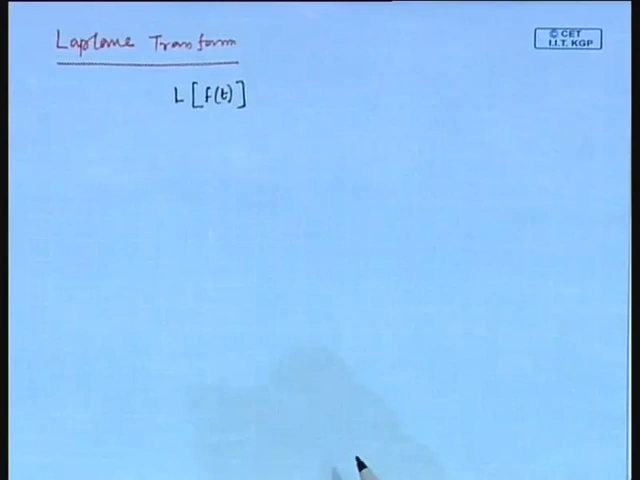 Laplace Transform
© CET
I.I.T. KGP
L [f(t)]